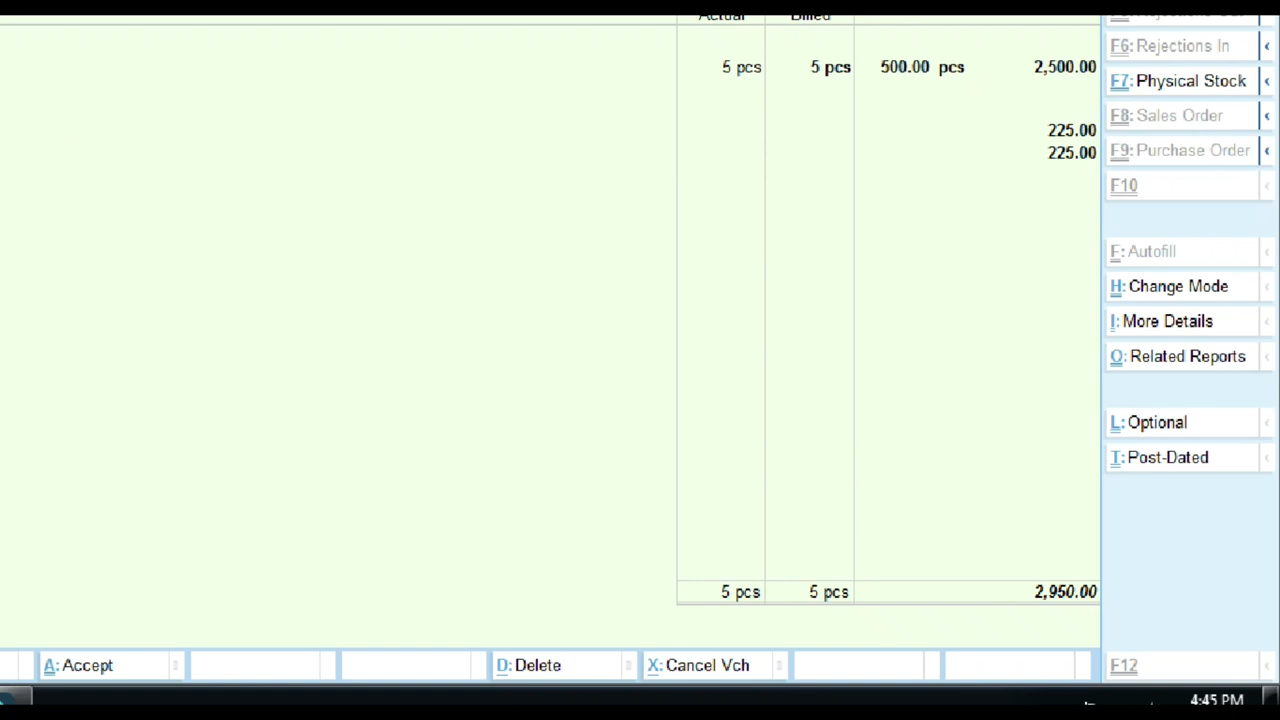 Actual Billed
F6: Rejections In
5 pcs 5 pcs 500.00 pcs 2,500.00
F7: Physical Stock
F8: Sales Order
225.00
225.00
F9: Purchase Order
F10
F: Autofill
H: Change Mode
I: More Details
O: Related Reports
L: Optional
T: Post-Dated
5 pcs 5 pcs 2,950.00
A: Accept D: Delete X: Cancel Vch F12
4:45 PM